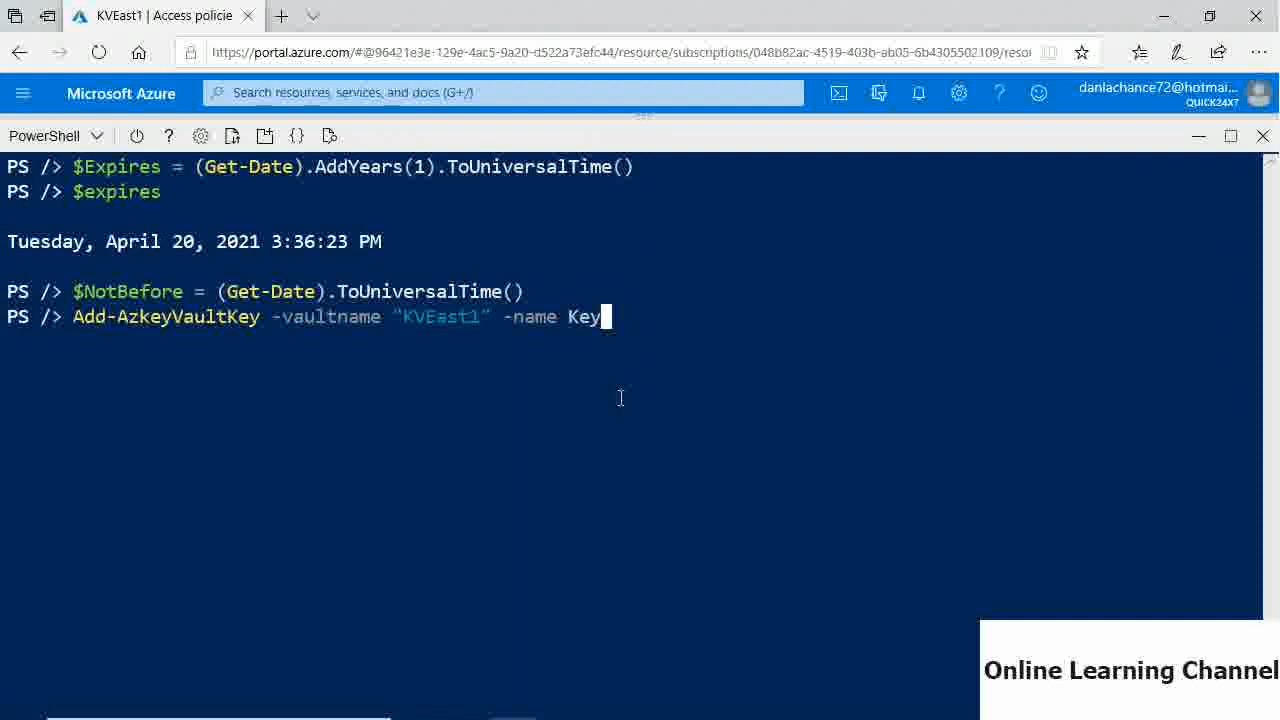 KVEast1 | Access policie
https://portal.azure.com/#@96421e3e-129e-4ac5-9a20-d522a73efc44/resource/subscriptions/048b82ac-4519-403b-ab05-6b4305502109/resou
Microsoft Azure
Search resources, services, and docs (G+/)
danlachance72@hotmai...
QUICK24X7
PowerShell
PS /> $Expires = (Get-Date).AddYears(1).ToUniversalTime()
PS /> $expires
Tuesday, April 20, 2021 3:36:23 PM
PS /> $NotBefore = (Get-Date).ToUniversalTime()
PS /> Add-AzkeyVaultKey -vaultname "KVEast1" -name Key
Online Learning Channel